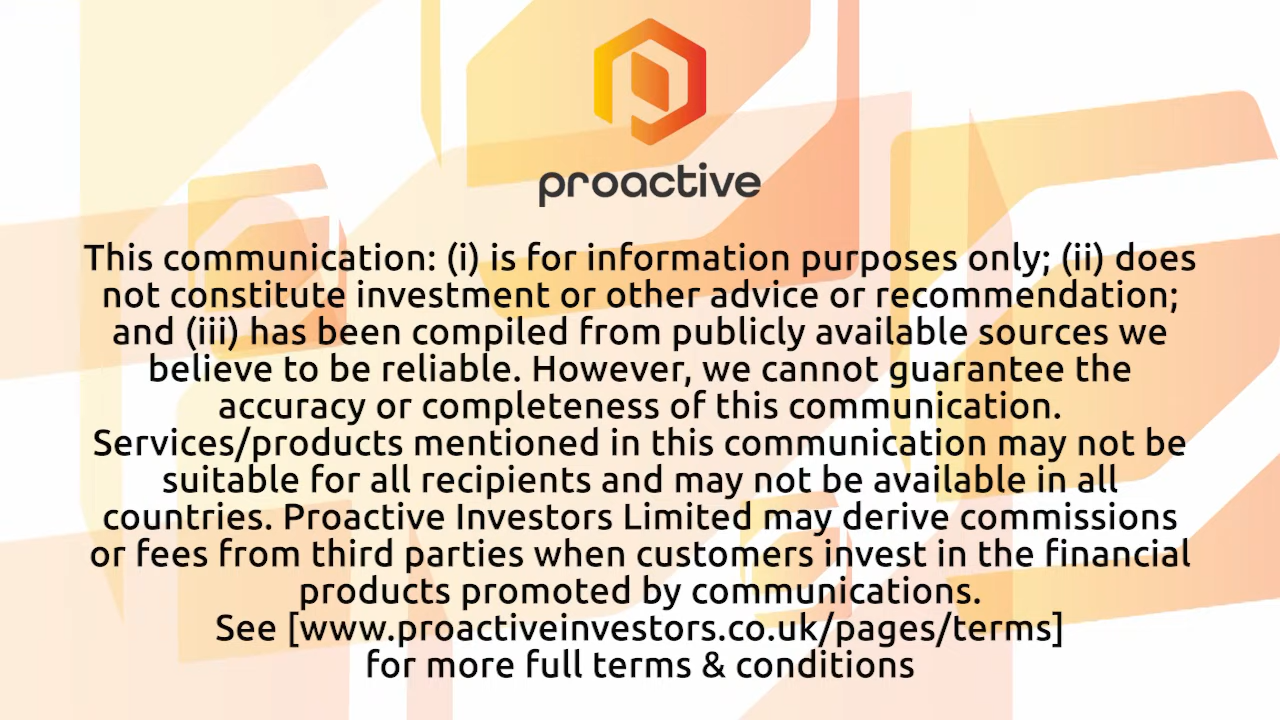 proactive
This communication: (i) is for information purposes only; (ii) does
not constitute investment or other advice or recommendation;
and (iii) has been compiled from publicly available sources we
believe to be reliable. However, we cannot guarantee the
accuracy or completeness of this communication.
Services/products mentioned in this communication may not be
suitable for all recipients and may not be available in all
countries. Proactive Investors Limited may derive commissions
or fees from third parties when customers invest in the financial
products promoted by communications.
See [www.proactiveinvestors.co.uk/pages/terms]
for more full terms & conditions